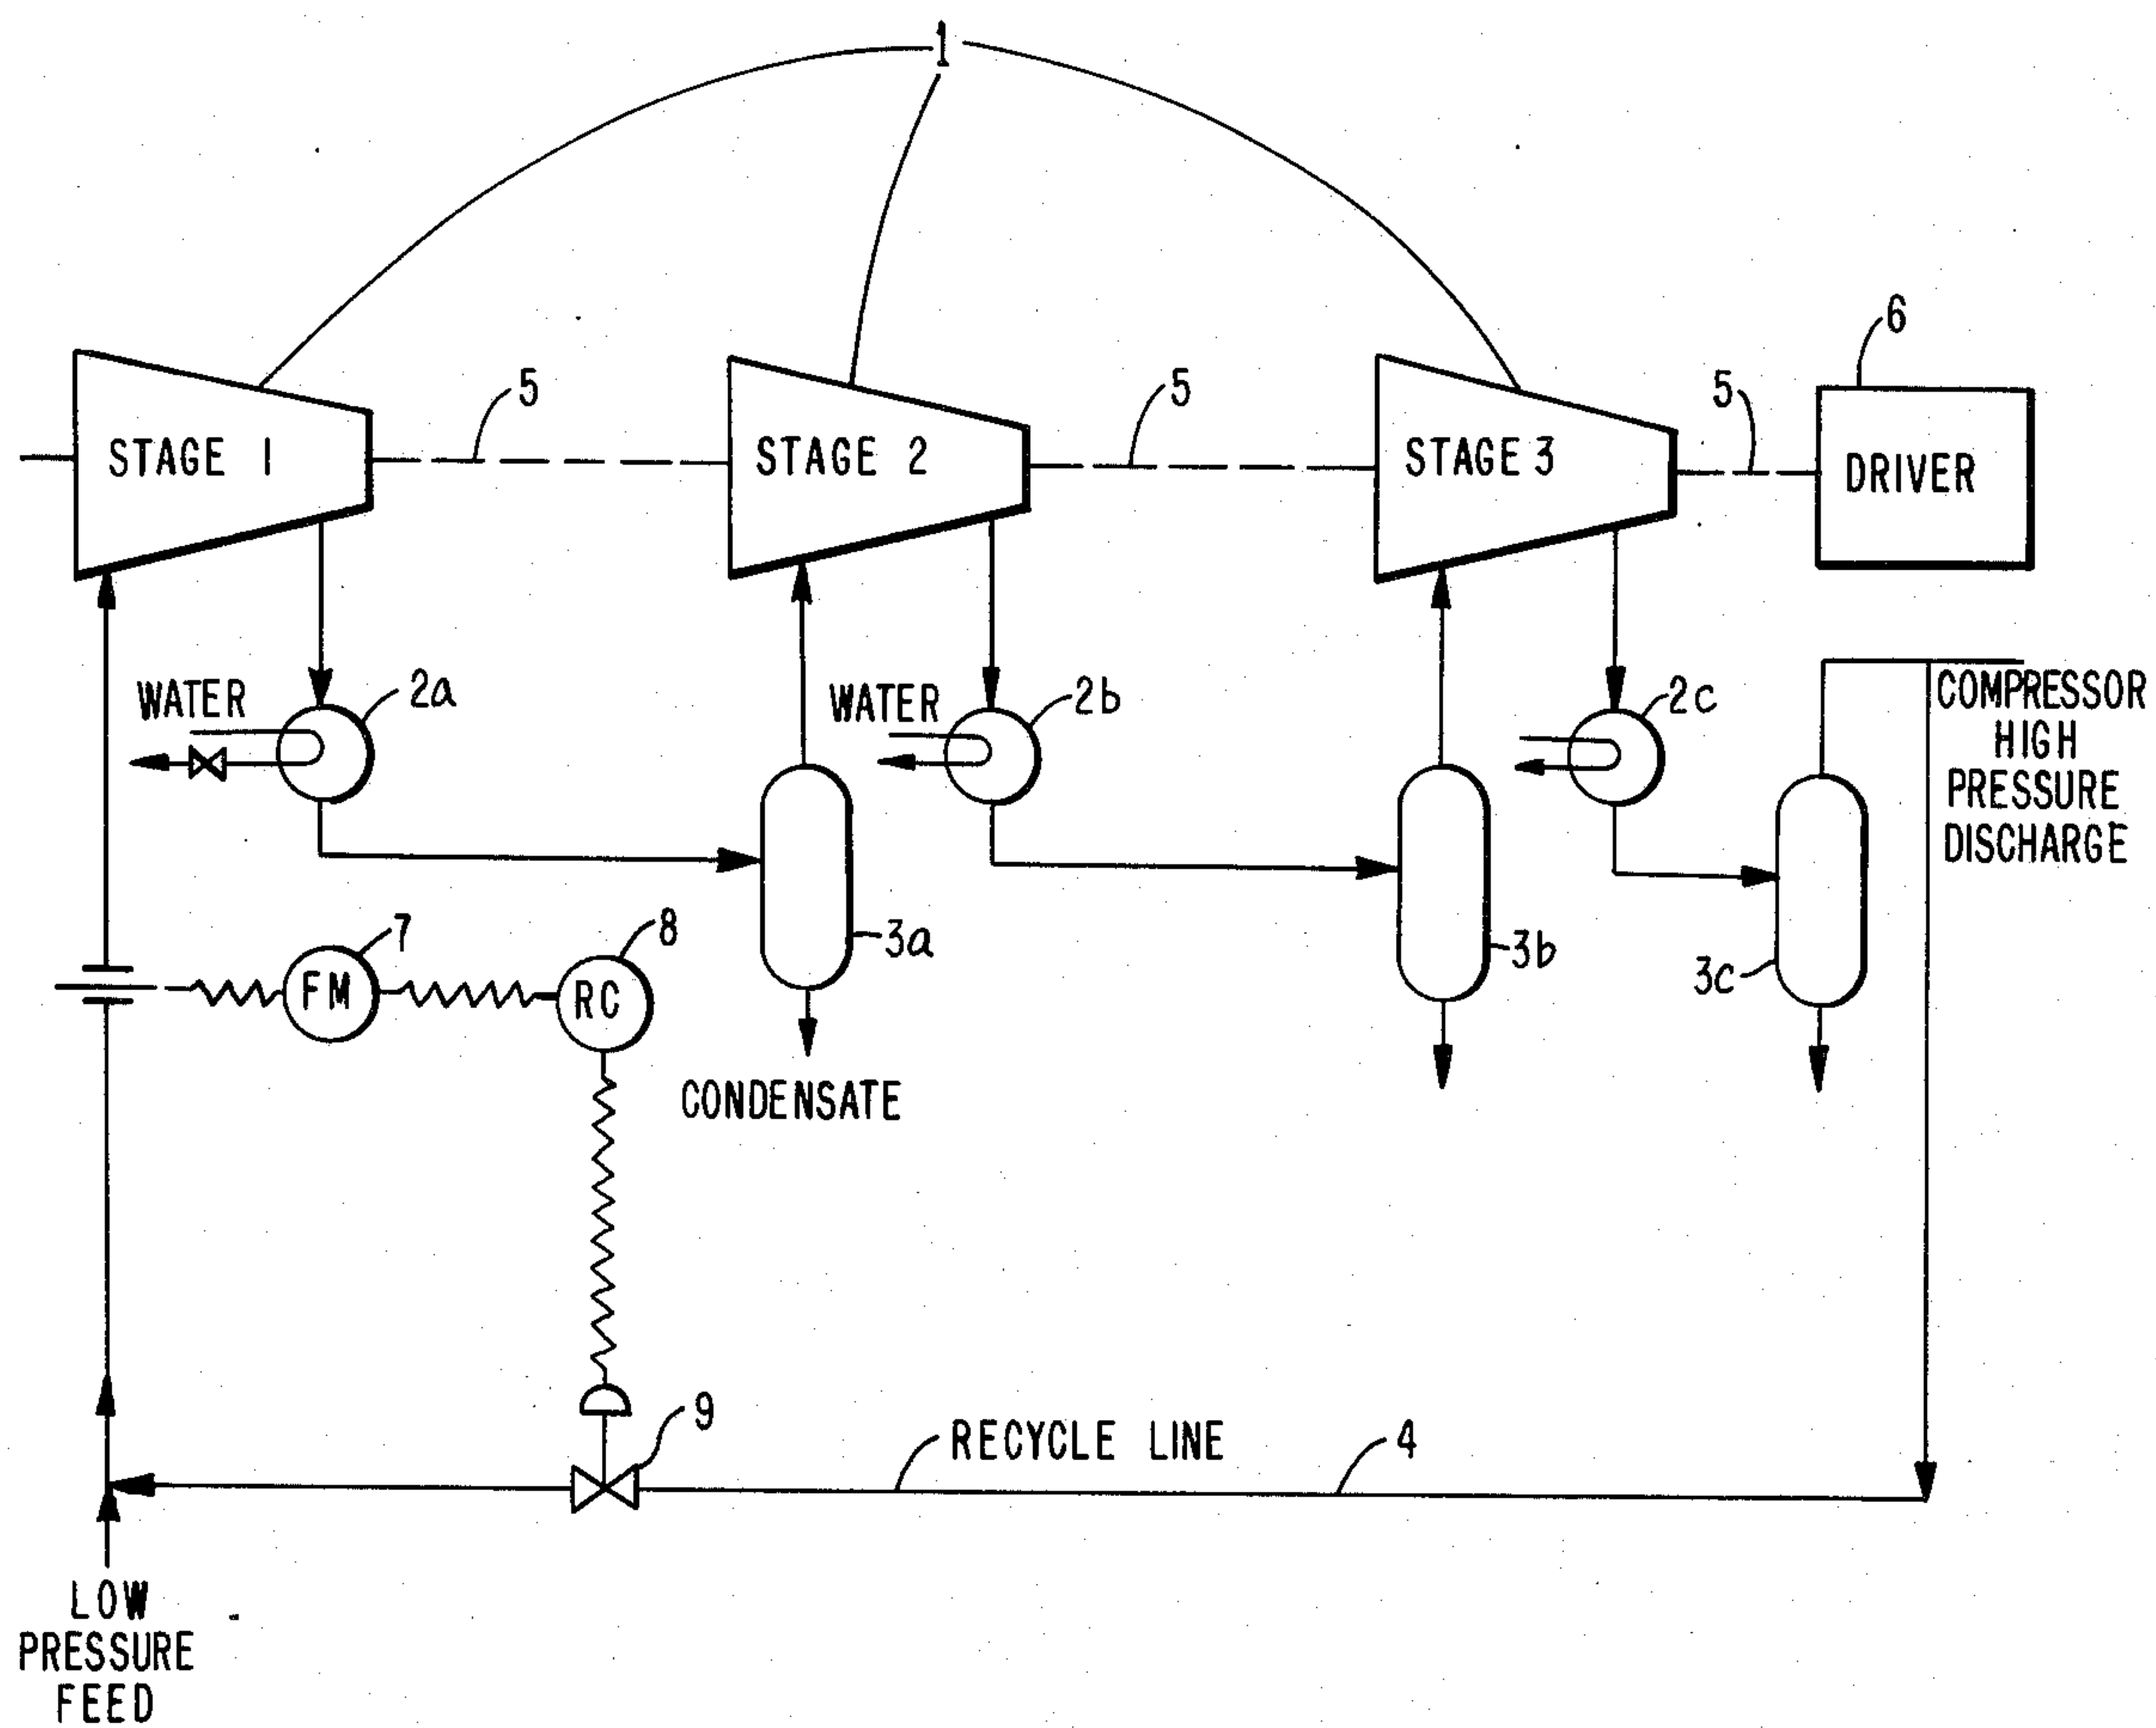 1
6
5
5
5
STAGE 1
STAGE 2
STAGE 3
DRIVER
WATER
2a
WATER
2b
2c
COMPRESSOR
HIGH
PRESSURE
DISCHARGE
7
8
3a
3b
3c
FM
RC
CONDENSATE
9
RECYCLE LINE
4
LOW
PRESSURE
FEED